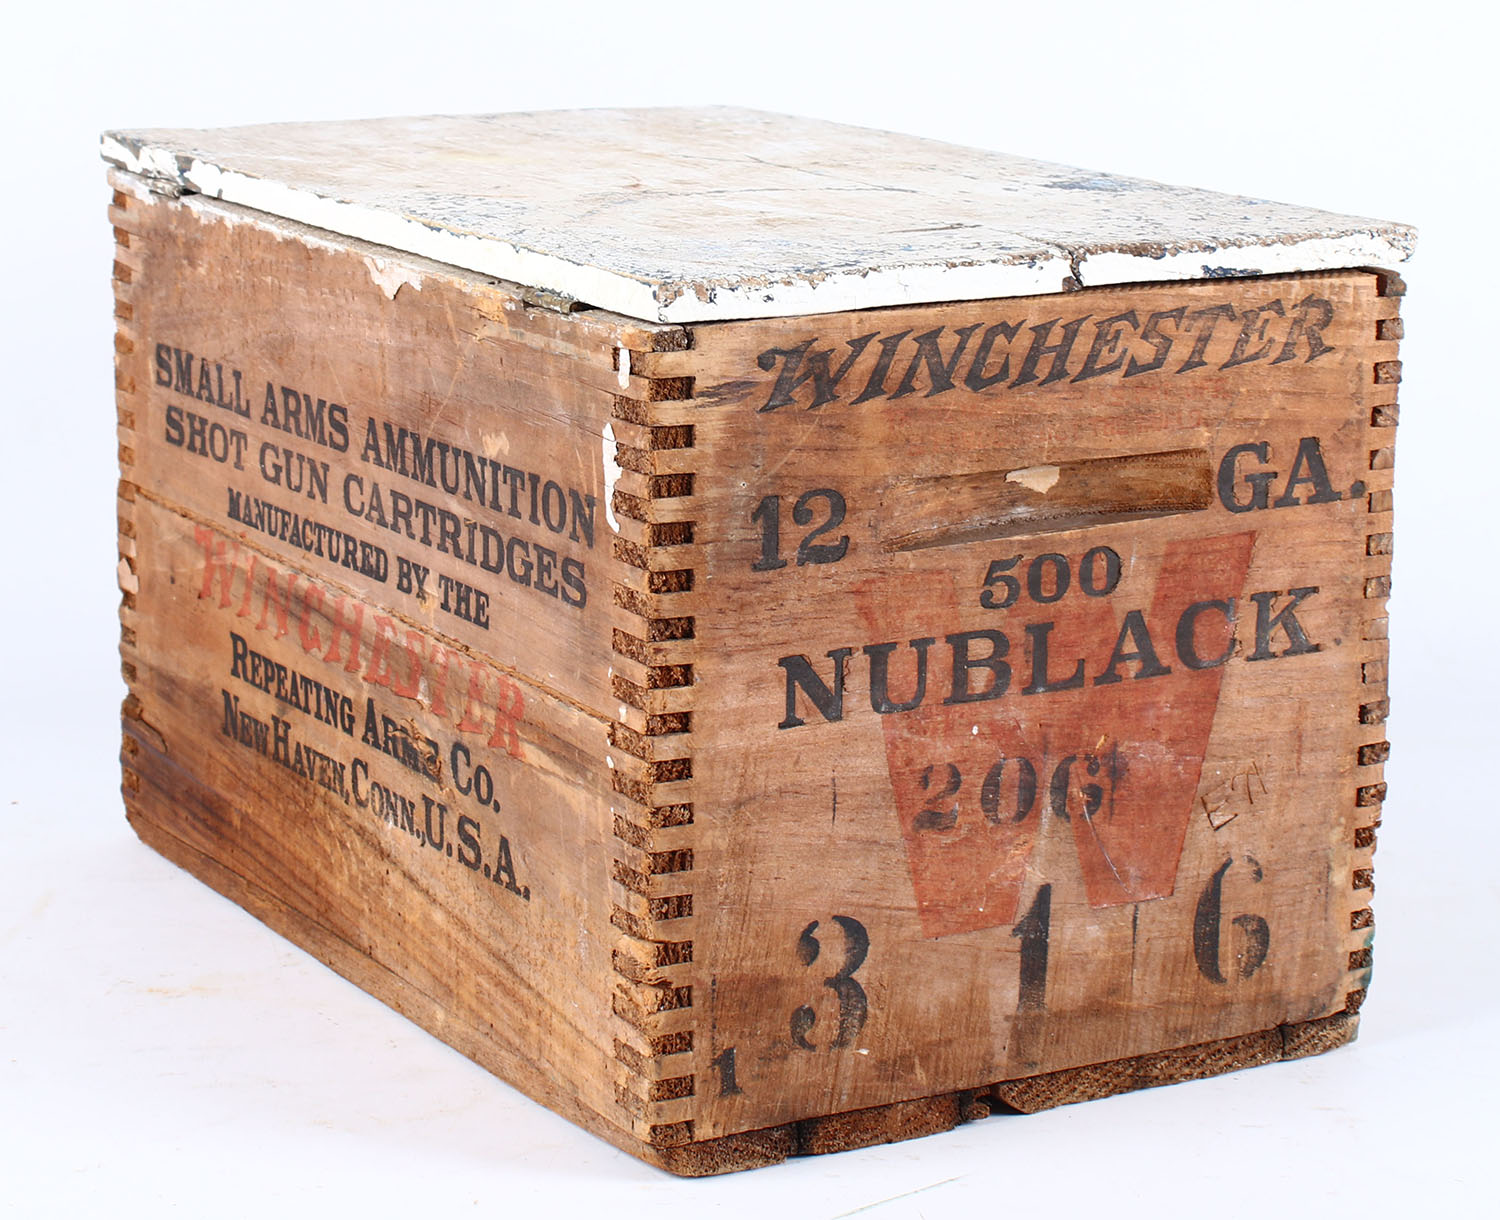 SMALL ARMS AMMUNITION
SHOT GUN CARTRIDGES
MANUFACTURED BY THE
WINCHESTER
REPEATING ARMS CO.
NEW HAVEN, CONN., U.S.A.
WINCHESTER
12 GA.
500
NUBLACK
W
206
3 1 6
1